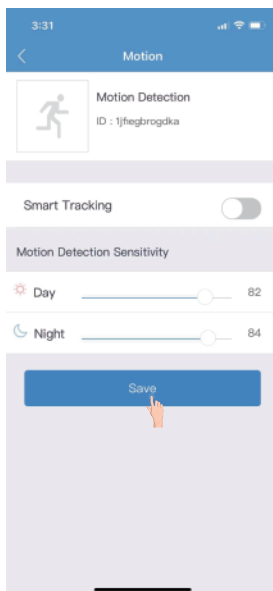 3:31
Motion
Motion Detection
ID : 1jfiegbrogdka
Smart Tracking
Motion Detection Sensitivity
Day 82
Night 84
Save